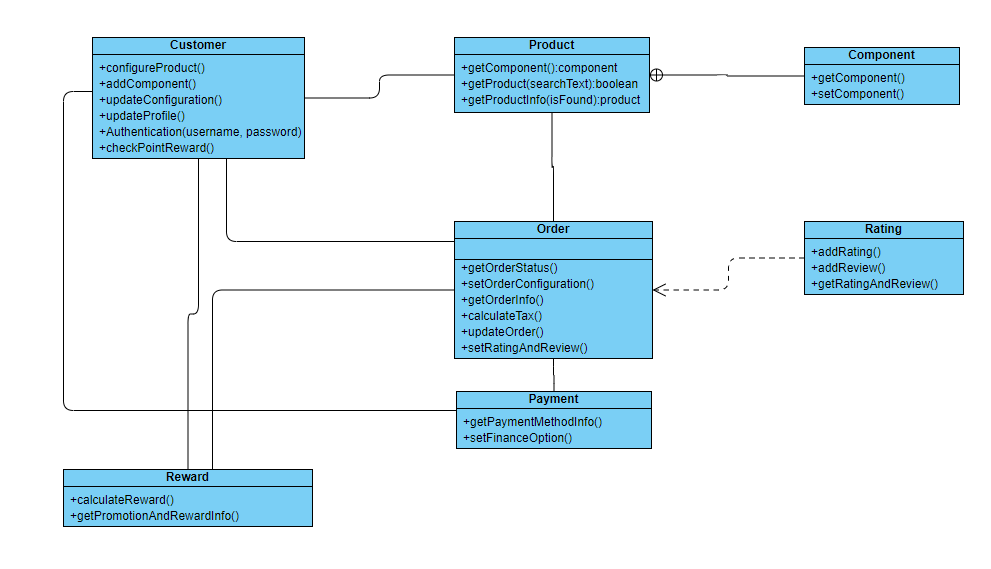 Customer
+configureProduct()
+addComponent()
+updateConfiguration()
+updateProfile()
+Authentication(username, password)
+checkPointReward()
Product
+getComponent():component
+getProduct(searchText):boolean
+getProductInfo(isFound):product
Component
+getComponent()
+setComponent()
Order
+getOrderStatus()
+setOrderConfiguration()
+getOrderInfo()
+calculateTax()
+updateOrder()
+setRatingAndReview()
Rating
+addRating()
+addReview()
+getRatingAndReview()
Payment
+getPaymentMethodInfo()
+setFinanceOption()
Reward
+calculateReward()
+getPromotionAndRewardInfo()